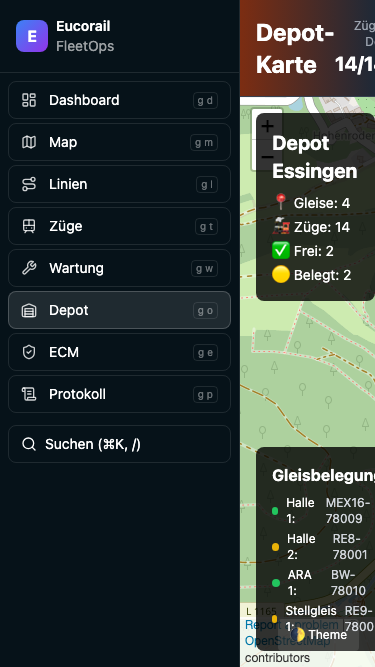 E
Eucorail
FleetOps
Dashboard g d
Map g m
Linien g l
Züge g t
Wartung g w
Depot g o
ECM g e
Protokoll g p
Suchen (⌘K, /)
Depot-
Karte
14/1
+
−
Depot
Essingen
Gleise: 4
Züge: 14
Frei: 2
Belegt: 2
Gleisbelegung
Halle
1:
MEX16-
78009
Halle
2:
RE8-
78001
ARA
1:
BW-
78010
Stellgleis
1:
RE9-
7800
L 1165
Report a problem
OpenStreetMap
contributors
Theme